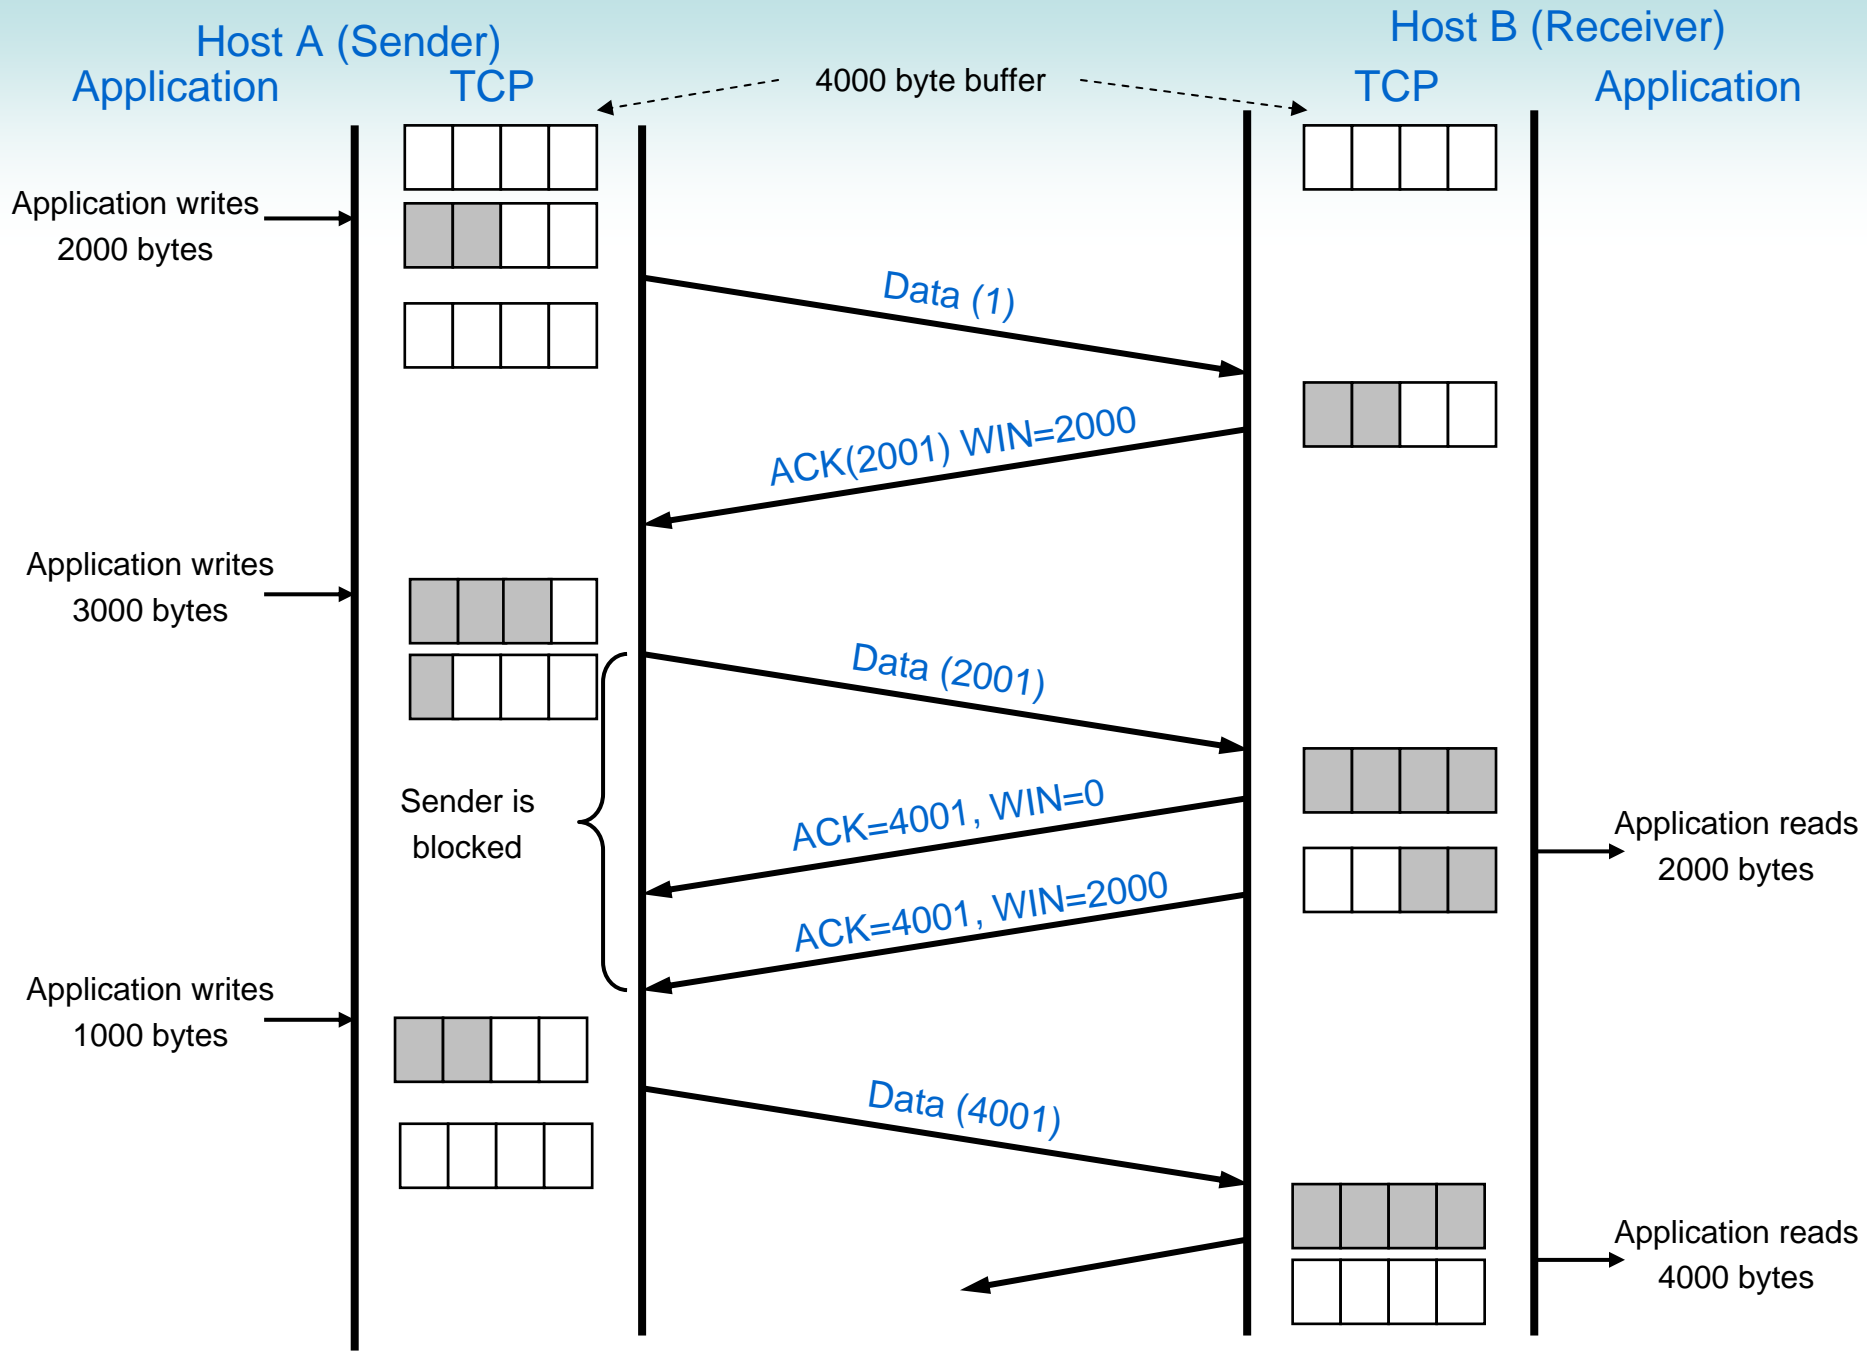 Host A (Sender)
Host B (Receiver)
Application
TCP
4000 byte buffer
TCP
Application
Application writes
2000 bytes
Data (1)
ACK(2001) WIN=2000
Application writes
3000 bytes
Data (2001)
Sender is
blocked
ACK=4001, WIN=0
Application reads
2000 bytes
ACK=4001, WIN=2000
Application writes
1000 bytes
Data (4001)
Application reads
4000 bytes